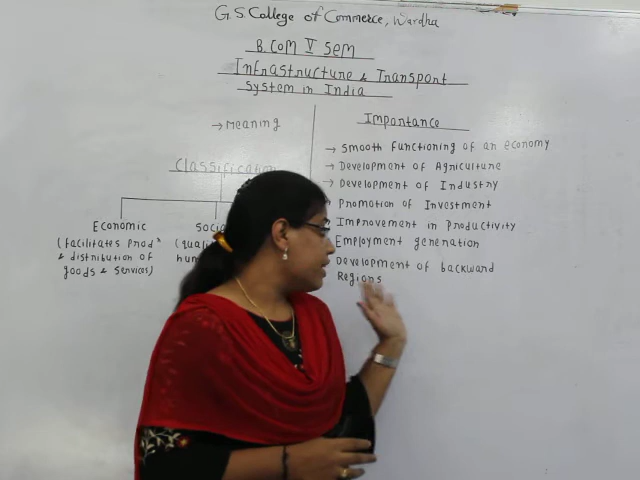 G.S. College of Commerce, Wardha
B.Com V Sem
Infrastructure & Transport
System in India
→ Meaning
Classification
Economic
(facilitates prodⁿ
& distribution of
goods & services)
Importance
→ Smooth functioning of an economy
→ Development of Agriculture
→ Development of Industry
Promotion of Investment
Improvement in Productivity
Employment generation
Development of backward
Regions